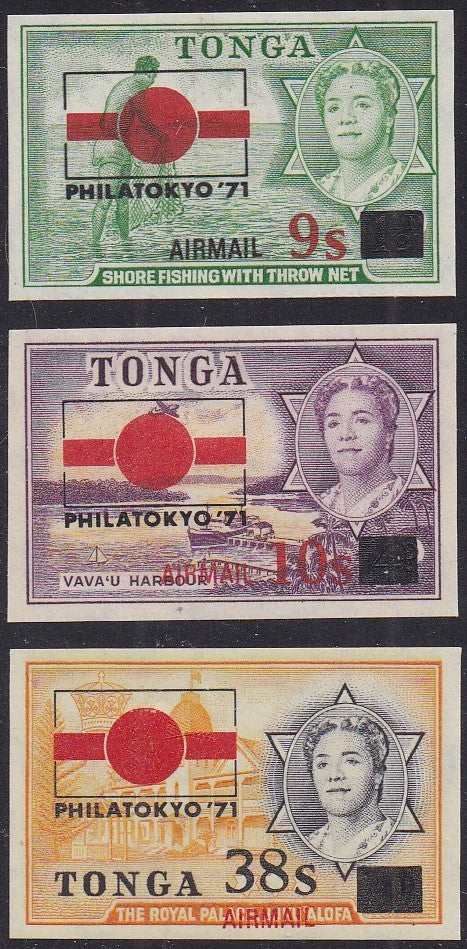 TONGA
PHILATOKYO '71
AIRMAIL 9s
SHORE FISHING WITH THROW NET
TONGA
PHILATOKYO '71
AIRMAIL 10s
VAVA'U HARBOUR
PHILATOKYO '71
TONGA 38s
THE ROYAL PALACE
AIRMAIL